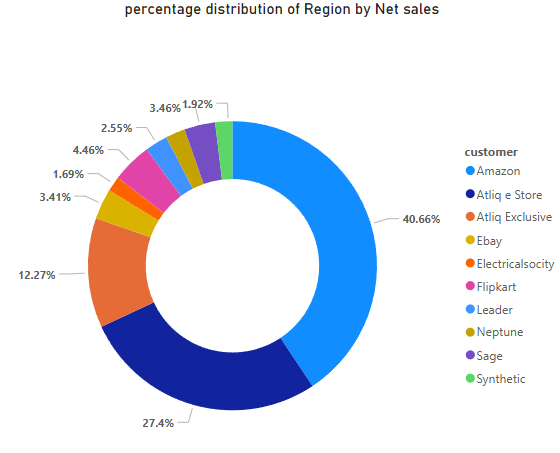 percentage distribution of Region by Net sales
3.46%
1.92%
2.55%
4.46%
1.69%
3.41%
12.27%
27.4%
40.66%
customer
Amazon
Atliq e Store
Atliq Exclusive
Ebay
Electricalsocity
Flipkart
Leader
Neptune
Sage
Synthetic